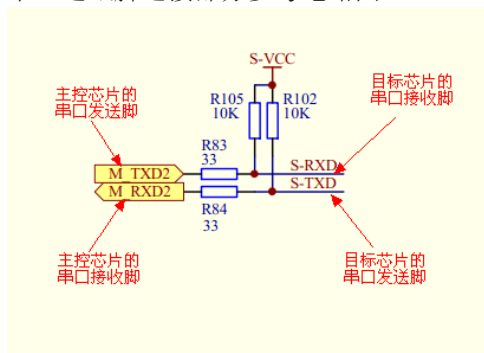 S-VCC
主控芯片的
串口发送脚
目标芯片的
串口接收脚
R105
10K
R102
10K
R83
33
M_TXD2
S-RXD
M_RXD2
S-TXD
R84
33
主控芯片的
串口接收脚
目标芯片的
串口发送脚